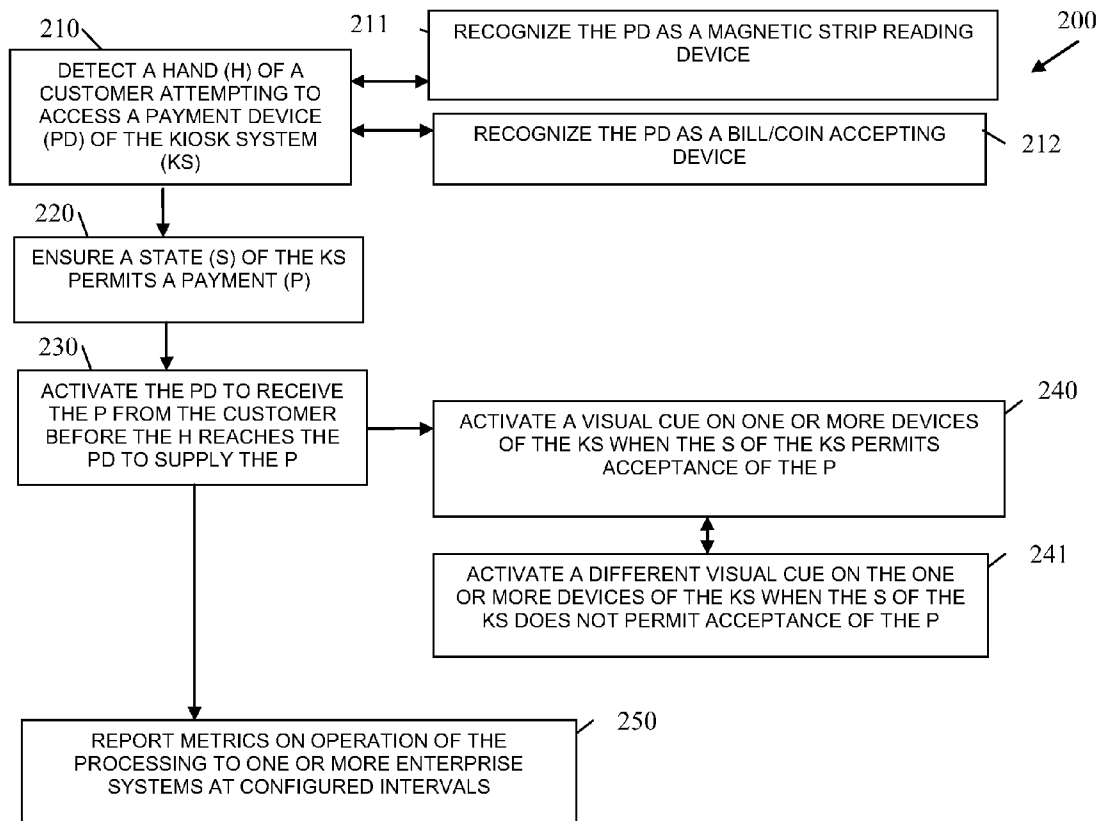 210
DETECT A HAND (H) OF A
CUSTOMER ATTEMPTING TO
ACCESS A PAYMENT DEVICE
(PD) OF THE KIOSK SYSTEM
(KS)
211
RECOGNIZE THE PD AS A MAGNETIC STRIP READING
DEVICE
200
RECOGNIZE THE PD AS A BILL/COIN ACCEPTING
DEVICE
212
220
ENSURE A STATE (S) OF THE KS
PERMITS A PAYMENT (P)
230
ACTIVATE THE PD TO RECEIVE
THE P FROM THE CUSTOMER
BEFORE THE H REACHES THE
PD TO SUPPLY THE P
240
ACTIVATE A VISUAL CUE ON ONE OR MORE DEVICES
OF THE KS WHEN THE S OF THE KS PERMITS
ACCEPTANCE OF THE P
241
ACTIVATE A DIFFERENT VISUAL CUE ON THE ONE
OR MORE DEVICES OF THE KS WHEN THE S OF THE
KS DOES NOT PERMIT ACCEPTANCE OF THE P
250
REPORT METRICS ON OPERATION OF THE
PROCESSING TO ONE OR MORE ENTERPRISE
SYSTEMS AT CONFIGURED INTERVALS